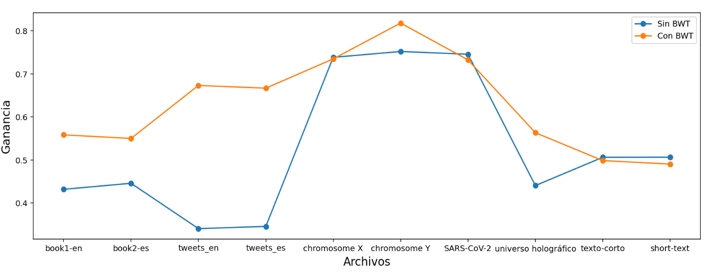 Sin BWT
Con BWT
Ganancia
0.8
0.7
0.6
0.5
0.4
book1-en book2-es tweets_en tweets_es chromosome X chromosome Y SARS-CoV-2 universo holográfico texto-corto short-text
Archivos